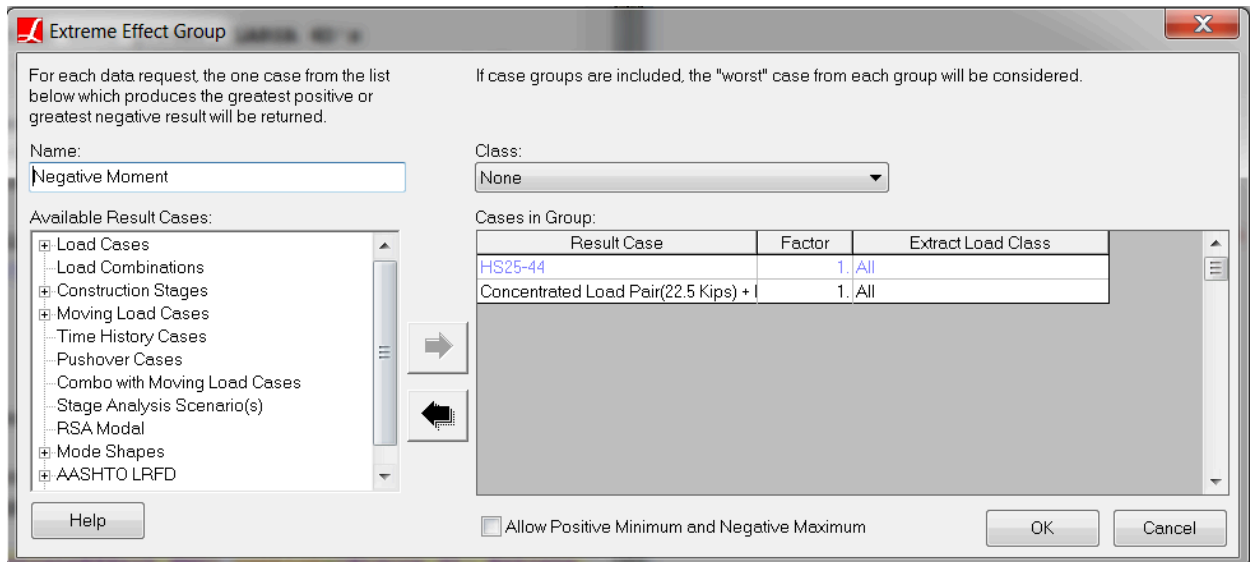 Extreme Effect Group
For each data request, the one case from the list
below which produces the greatest positive or
greatest negative result will be returned.
If case groups are included, the "worst" case from each group will be considered.
Name:
Negative Moment
Class:
None
Available Result Cases:
Load Cases
Load Combinations
Construction Stages
Moving Load Cases
Time History Cases
Pushover Cases
Combo with Moving Load Cases
Stage Analysis Scenario(s)
RSA Modal
Mode Shapes
AASHTO LRFD
Cases in Group:
Result Case Factor Extract Load Class
HS25-44 1. All
Concentrated Load Pair(22.5 Kips) + 1. All
Help
Allow Positive Minimum and Negative Maximum
OK
Cancel